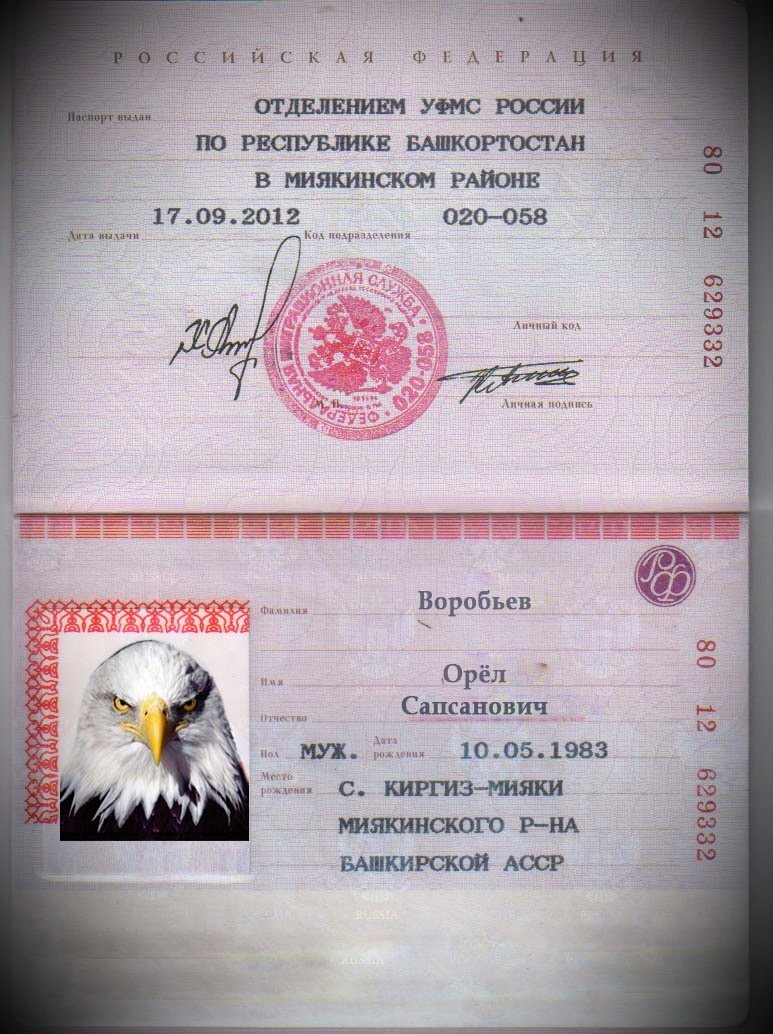 РОССИЙСКАЯ ФЕДЕРАЦИЯ
Паспорт выдан
ОТДЕЛЕНИЕМ УФМС РОССИИ
ПО РЕСПУБЛИКЕ БАШКОРТОСТАН
В МИЯКИНСКОМ РАЙОНЕ
17.09.2012 020-058
Дата выдачи Код подразделения
80 12 629332
ФЕДЕРАЛЬНАЯ МИГРАЦИОННАЯ СЛУЖБА
020-058
Личный код
Личная подпись
РФ
Фамилия Воробьев
Имя Орёл
Отчество Сапсанович
Пол МУЖ. Дата рождения 10.05.1983
Место рождения С. КИРГИЗ-МИЯКИ
МИЯКИНСКОГО Р-НА
БАШКИРСКОЙ АССР
80 12 629332
RUSSIA
RUSSIA